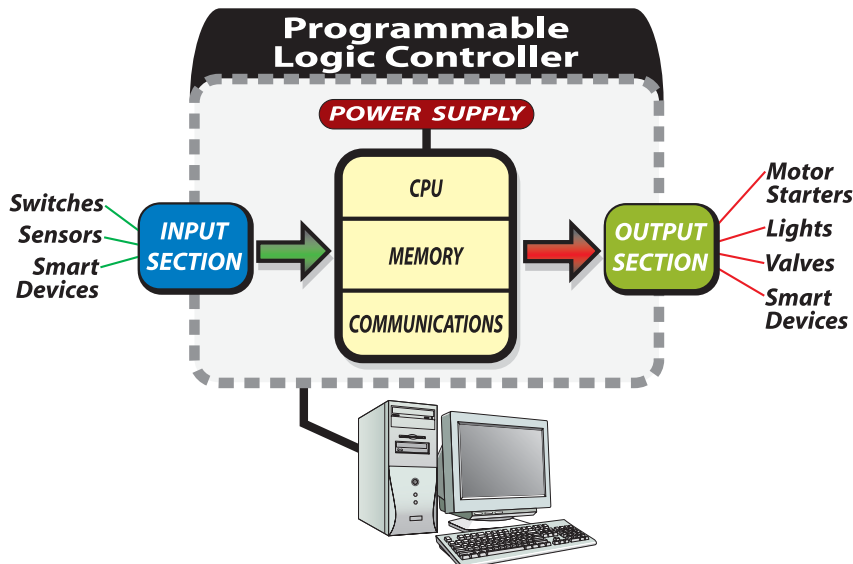 Programmable
Logic Controller
POWER SUPPLY
CPU
MEMORY
COMMUNICATIONS
Switches
Sensors
Smart
Devices
INPUT
SECTION
OUTPUT
SECTION
Motor
Starters
Lights
Valves
Smart
Devices